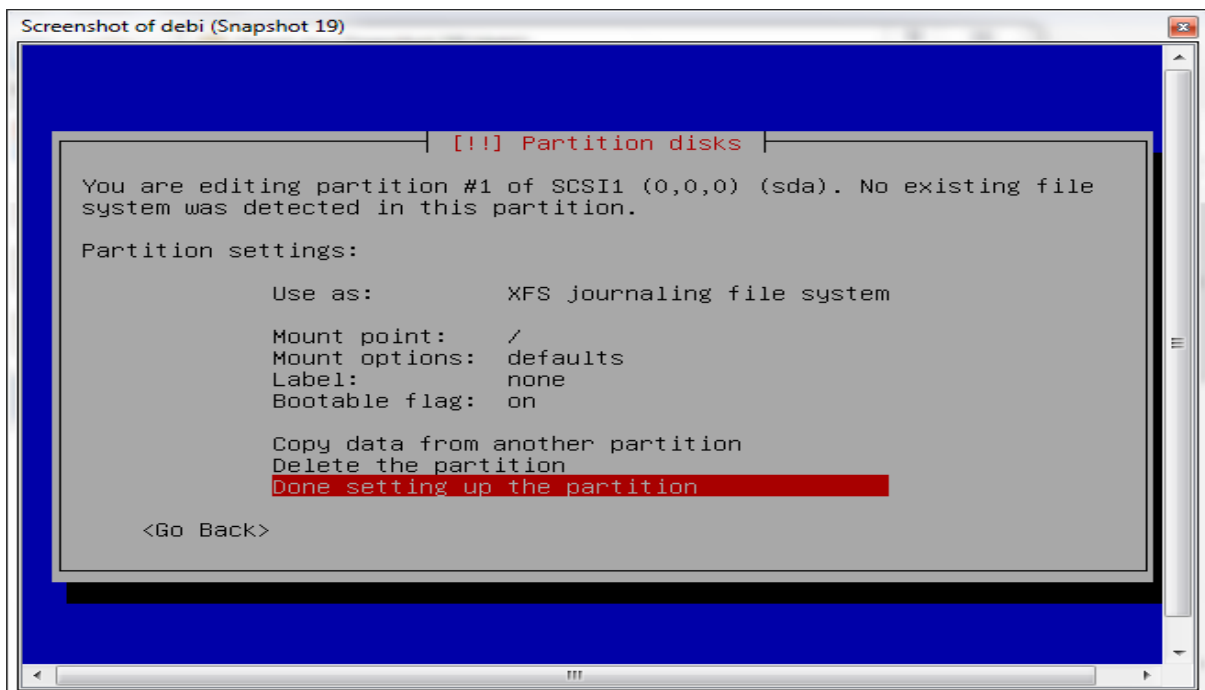 Screenshot of debi (Snapshot 19)
[!!] Partition disks
You are editing partition #1 of SCSI1 (0,0,0) (sda). No existing file
system was detected in this partition.
Partition settings:
Use as: XFS journaling file system
Mount point: /
Mount options: defaults
Label: none
Bootable flag: on
Copy data from another partition
Delete the partition
Done setting up the partition
<Go Back>